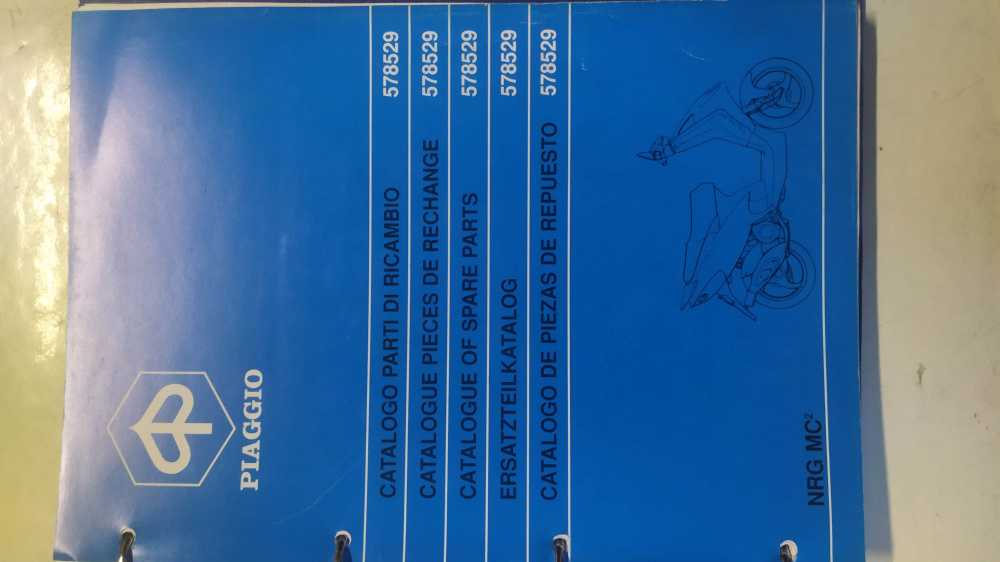 PIAGGIO
CATALOGO PARTI DI RICAMBIO 578529
CATALOGUE PIECES DE RECHANGE 578529
CATALOGUE OF SPARE PARTS 578529
ERSATZTEILKATALOG 578529
CATALOGO DE PIEZAS DE REPUESTO 578529
NRG MC²